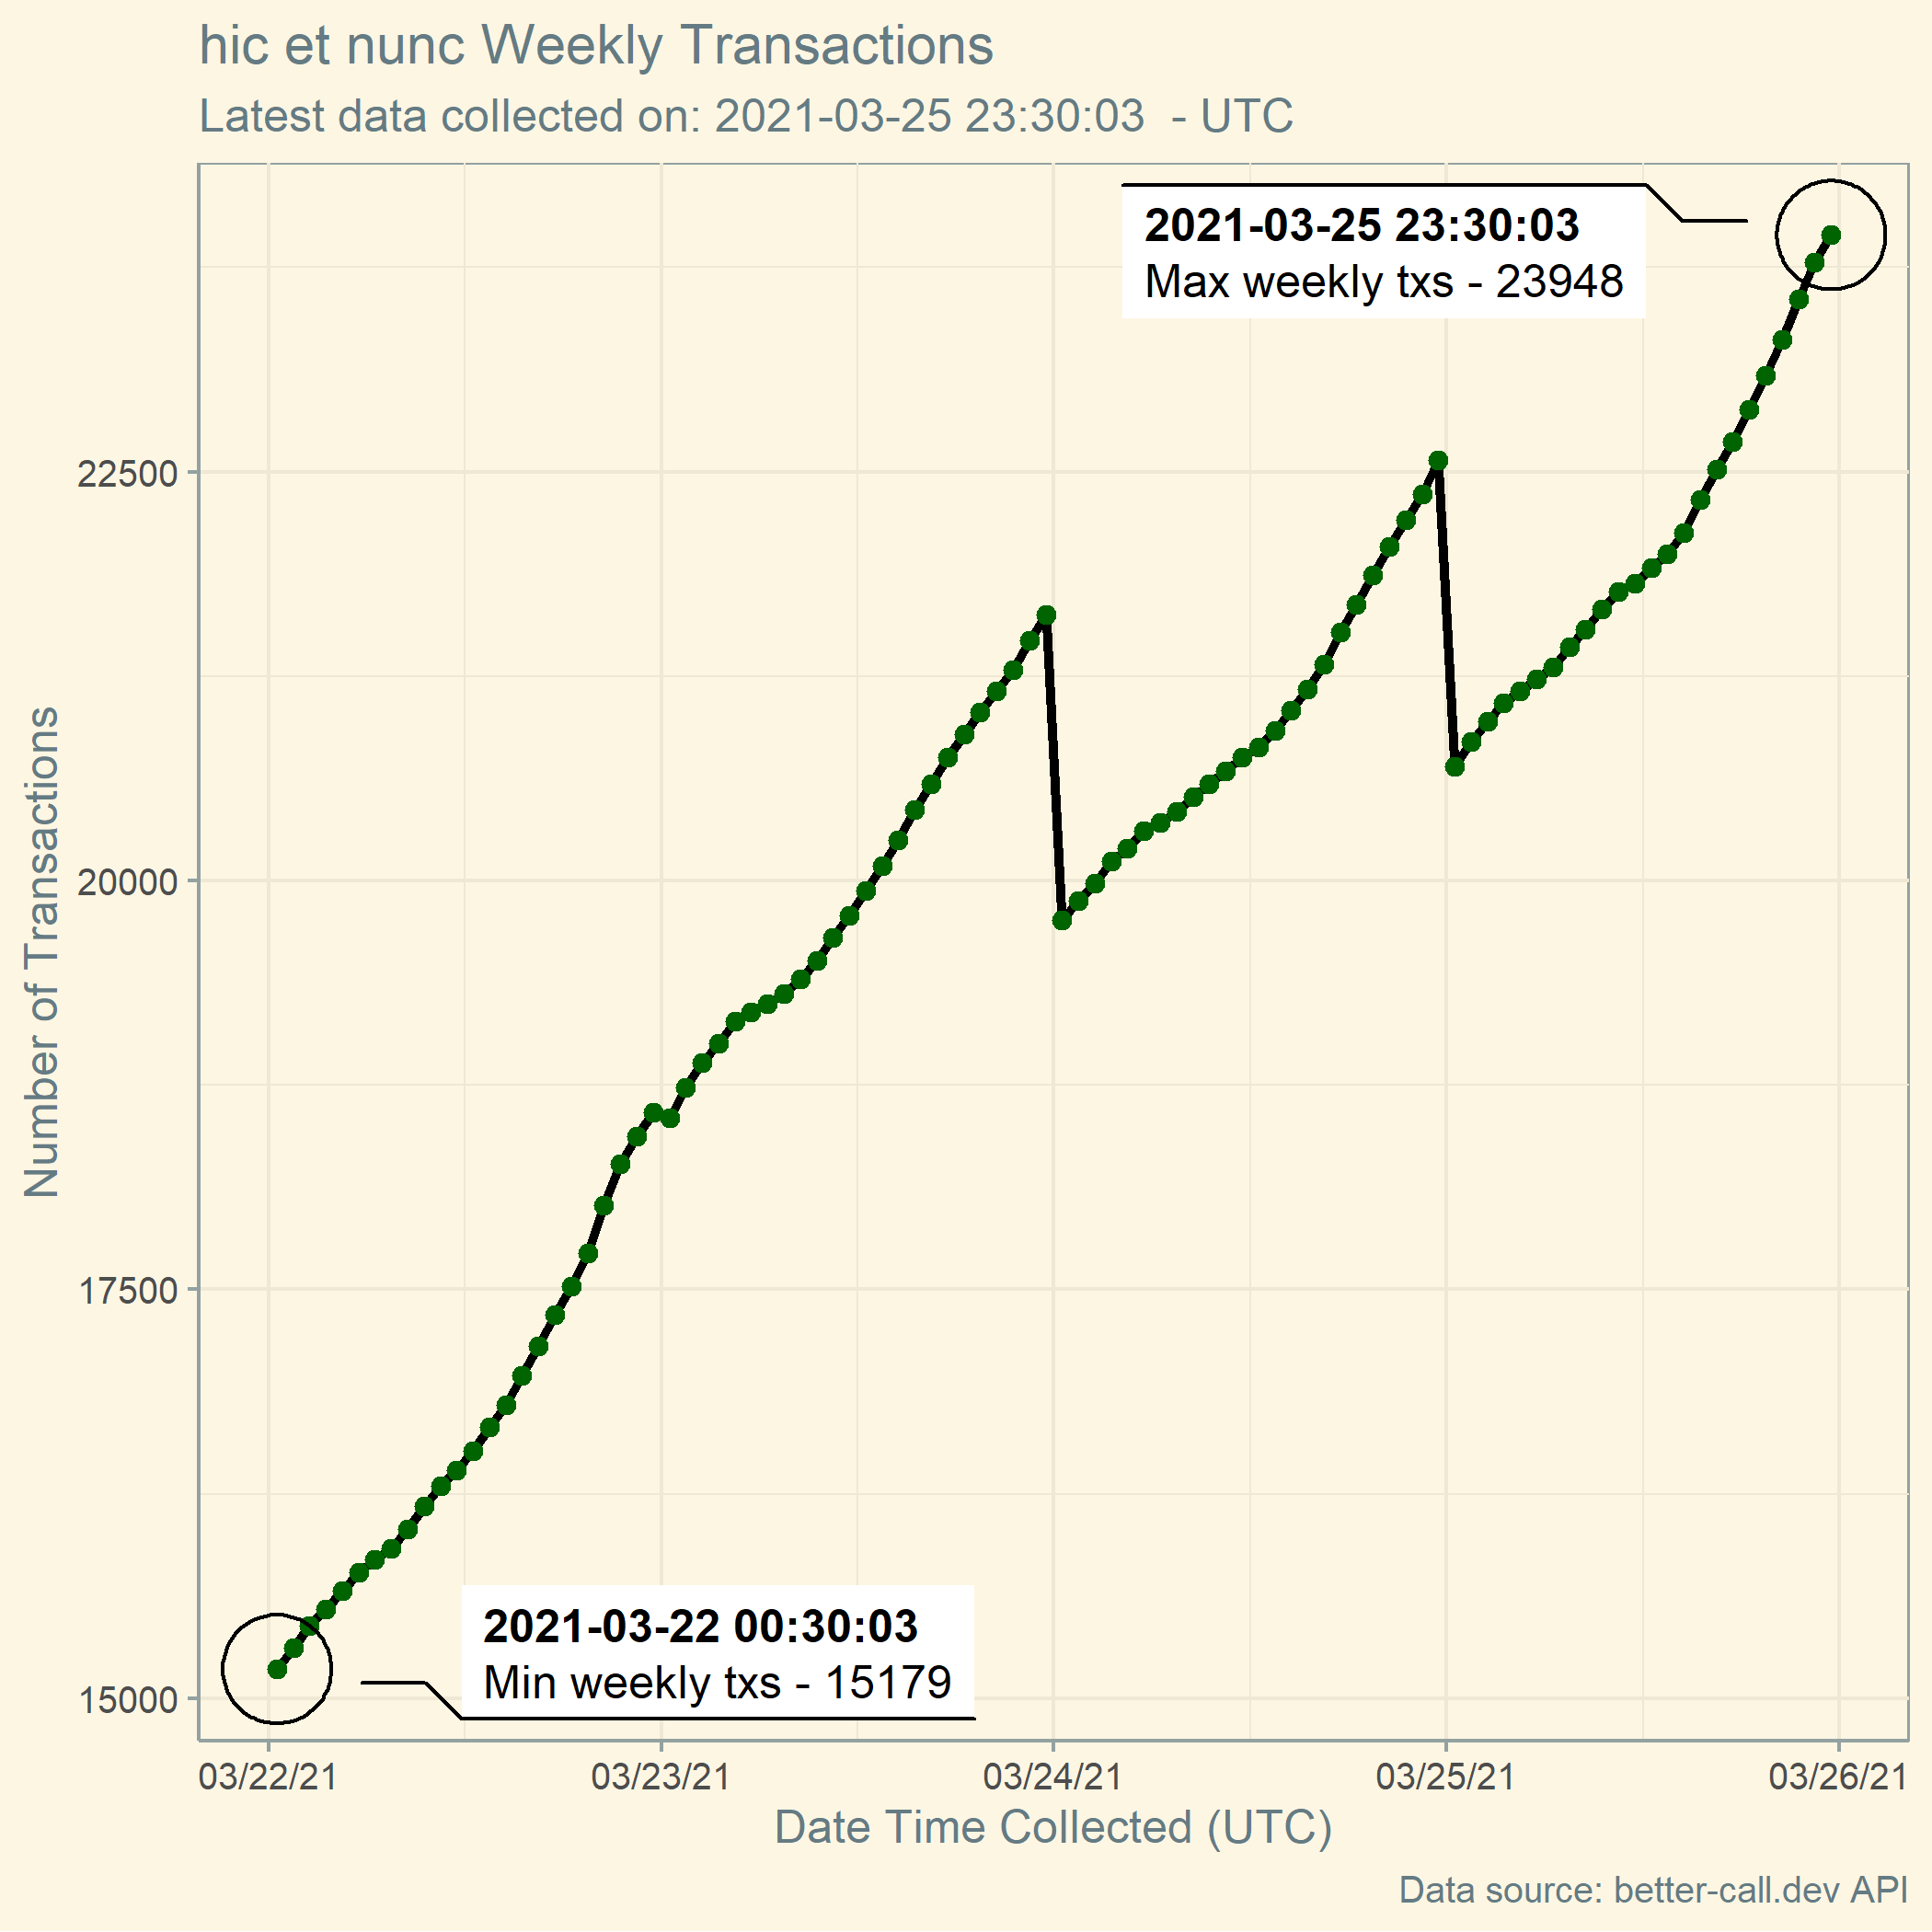 hic et nunc Weekly Transactions
Latest data collected on: 2021-03-25 23:30:03  - UTC
2021-03-25 23:30:03
Max weekly txs - 23948
22500
20000
17500
15000
Number of Transactions
2021-03-22 00:30:03
Min weekly txs - 15179
03/22/21 03/23/21 03/24/21 03/25/21 03/26/21
Date Time Collected (UTC)
Data source: better-call.dev API